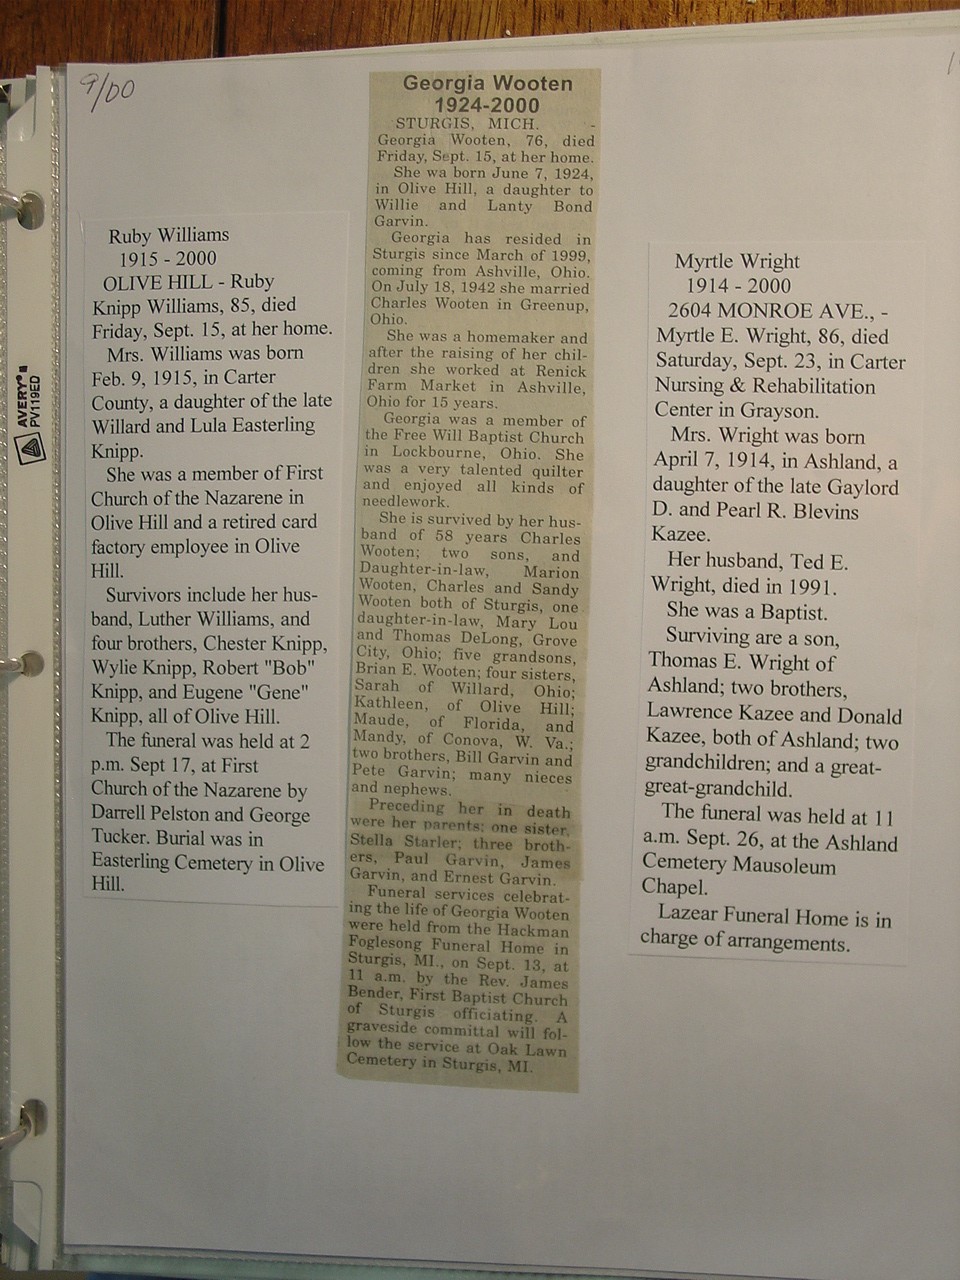 9/00
AVERY®
PV119ED
Ruby Williams
1915 - 2000
OLIVE HILL - Ruby
Knipp Williams, 85, died
Friday, Sept. 15, at her home.
Mrs. Williams was born
Feb. 9, 1915, in Carter
County, a daughter of the late
Willard and Lula Easterling
Knipp.
She was a member of First
Church of the Nazarene in
Olive Hill and a retired card
factory employee in Olive
Hill.
Survivors include her hus-
band, Luther Williams, and
four brothers, Chester Knipp,
Wylie Knipp, Robert "Bob"
Knipp, and Eugene "Gene"
Knipp, all of Olive Hill.
The funeral was held at 2
p.m. Sept 17, at First
Church of the Nazarene by
Darrell Pelston and George
Tucker. Burial was in
Easterling Cemetery in Olive
Hill.
Georgia Wooten
1924-2000
STURGIS, MICH. -
Georgia Wooten, 76, died
Friday, Sept. 15, at her home.
She wa born June 7, 1924,
in Olive Hill, a daughter to
Willie and Lanty Bond
Garvin.
Georgia has resided in
Sturgis since March of 1999,
coming from Ashville, Ohio.
On July 18, 1942 she married
Charles Wooten in Greenup,
Ohio.
She was a homemaker and
after the raising of her chil-
dren she worked at Renick
Farm Market in Ashville,
Ohio for 15 years.
Georgia was a member of
the Free Will Baptist Church
in Lockbourne, Ohio. She
was a very talented quilter
and enjoyed all kinds of
needlework.
She is survived by her hus-
band of 58 years Charles
Wooten; two sons, and
Daughter-in-law, Marion
Wooten, Charles and Sandy
Wooten both of Sturgis, one
daughter-in-law, Mary Lou
and Thomas DeLong, Grove
City, Ohio; five grandsons,
Brian E. Wooten; four sisters,
Sarah of Willard, Ohio;
Kathleen, of Olive Hill;
Maude, of Florida, and
Mandy, of Conova, W. Va.;
two brothers, Bill Garvin and
Pete Garvin; many nieces
and nephews.
Preceding her in death
were her parents; one sister,
Stella Starler; three broth-
ers, Paul Garvin, James
Garvin, and Ernest Garvin.
Funeral services celebrat-
ing the life of Georgia Wooten
were held from the Hackman
Foglesong Funeral Home in
Sturgis, MI., on Sept. 13, at
11 a.m. by the Rev. James
Bender, First Baptist Church
of Sturgis officiating. A
graveside committal will fol-
low the service at Oak Lawn
Cemetery in Sturgis, MI.
Myrtle Wright
1914 - 2000
2604 MONROE AVE., -
Myrtle E. Wright, 86, died
Saturday, Sept. 23, in Carter
Nursing & Rehabilitation
Center in Grayson.
Mrs. Wright was born
April 7, 1914, in Ashland, a
daughter of the late Gaylord
D. and Pearl R. Blevins
Kazee.
Her husband, Ted E.
Wright, died in 1991.
She was a Baptist.
Surviving are a son,
Thomas E. Wright of
Ashland; two brothers,
Lawrence Kazee and Donald
Kazee, both of Ashland; two
grandchildren; and a great-
great-grandchild.
The funeral was held at 11
a.m. Sept. 26, at the Ashland
Cemetery Mausoleum
Chapel.
Lazear Funeral Home is in
charge of arrangements.